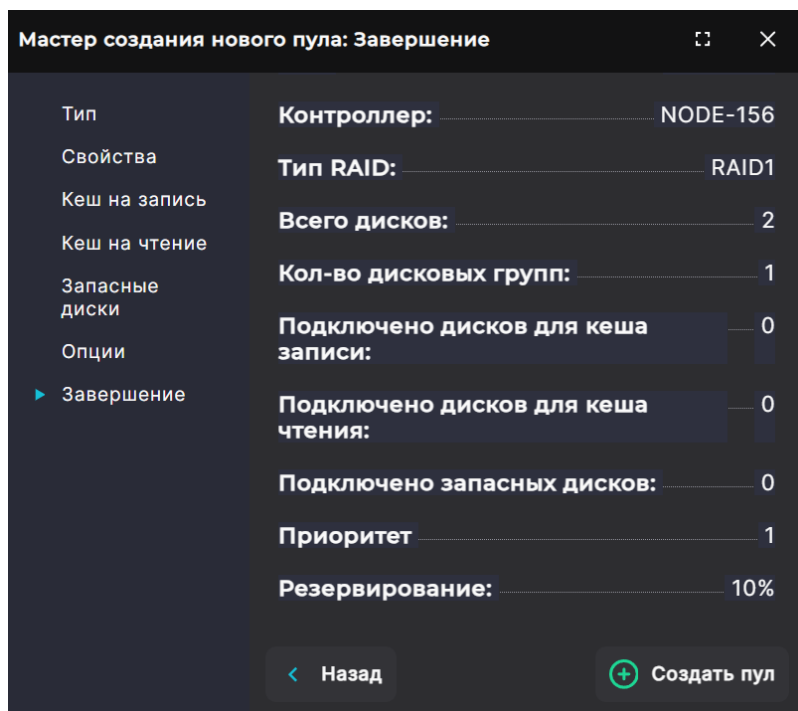 Мастер создания нового пула: Завершение
Тип
Свойства
Кеш на запись
Кеш на чтение
Запасные
диски
Опции
Завершение
Контроллер: NODE-156
Тип RAID: RAID1
Всего дисков: 2
Кол-во дисковых групп: 1
Подключено дисков для кеша 0
записи:
Подключено дисков для кеша 0
чтения:
Подключено запасных дисков: 0
Приоритет 1
Резервирование: 10%
Назад
Создать пул